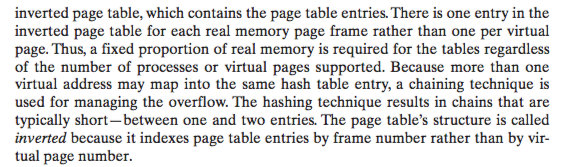 inverted page table, which contains the page table entries. There is one entry in the
inverted page table for each real memory page frame rather than one per virtual
page. Thus, a fixed proportion of real memory is required for the tables regardless
of the number of processes or virtual pages supported. Because more than one
virtual address may map into the same hash table entry, a chaining technique is
used for managing the overflow. The hashing technique results in chains that are
typically short—between one and two entries. The page table's structure is called
inverted because it indexes page table entries by frame number rather than by vir-
tual page number.